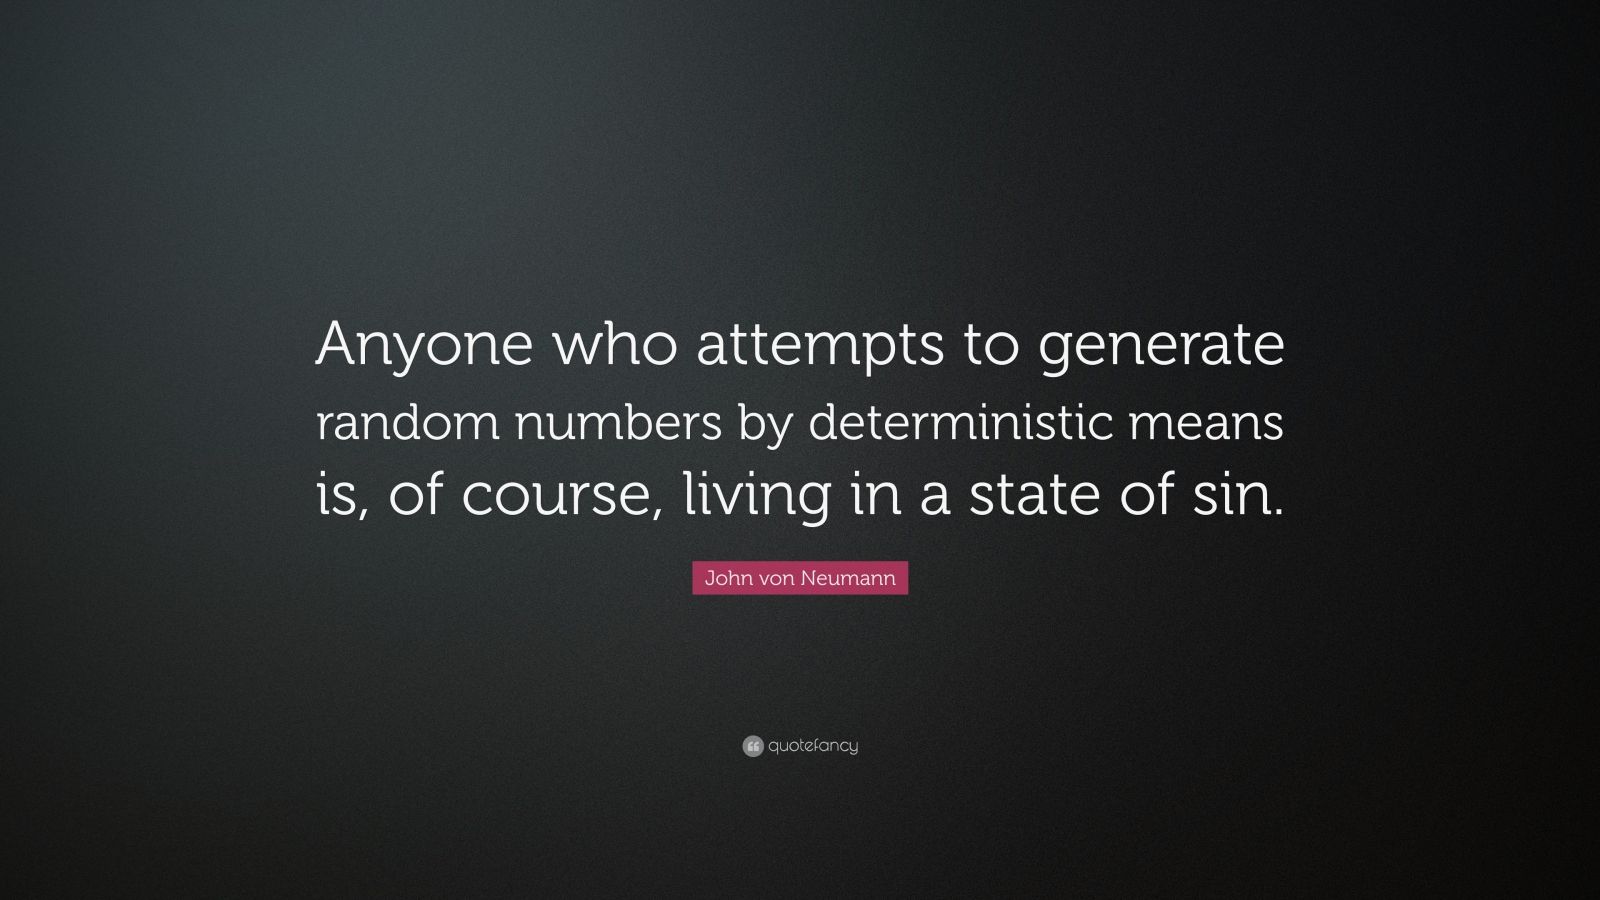 Anyone who attempts to generate
random numbers by deterministic means
is, of course, living in a state of sin.
John von Neumann
quotefancy